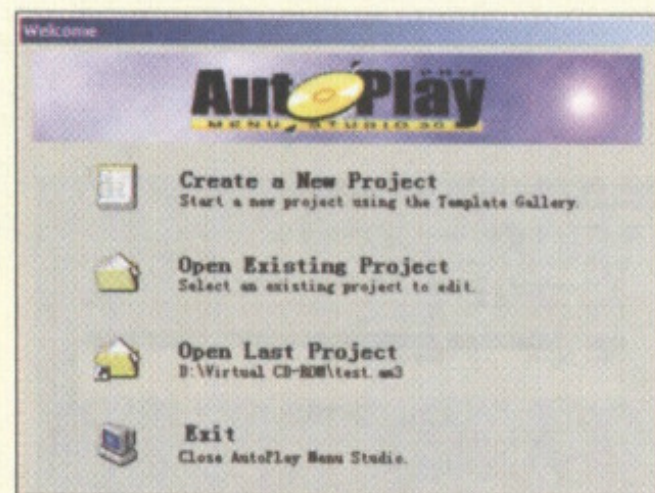 Welcome
AutoPlay
PRO
MENU STUDIO 3.0
Create a New Project
Start a new project using the Template Gallery.
Open Existing Project
Select an existing project to edit.
Open Last Project
D:\Virtual CD-ROM\test.am3
Exit
Close AutoPlay Menu Studio.